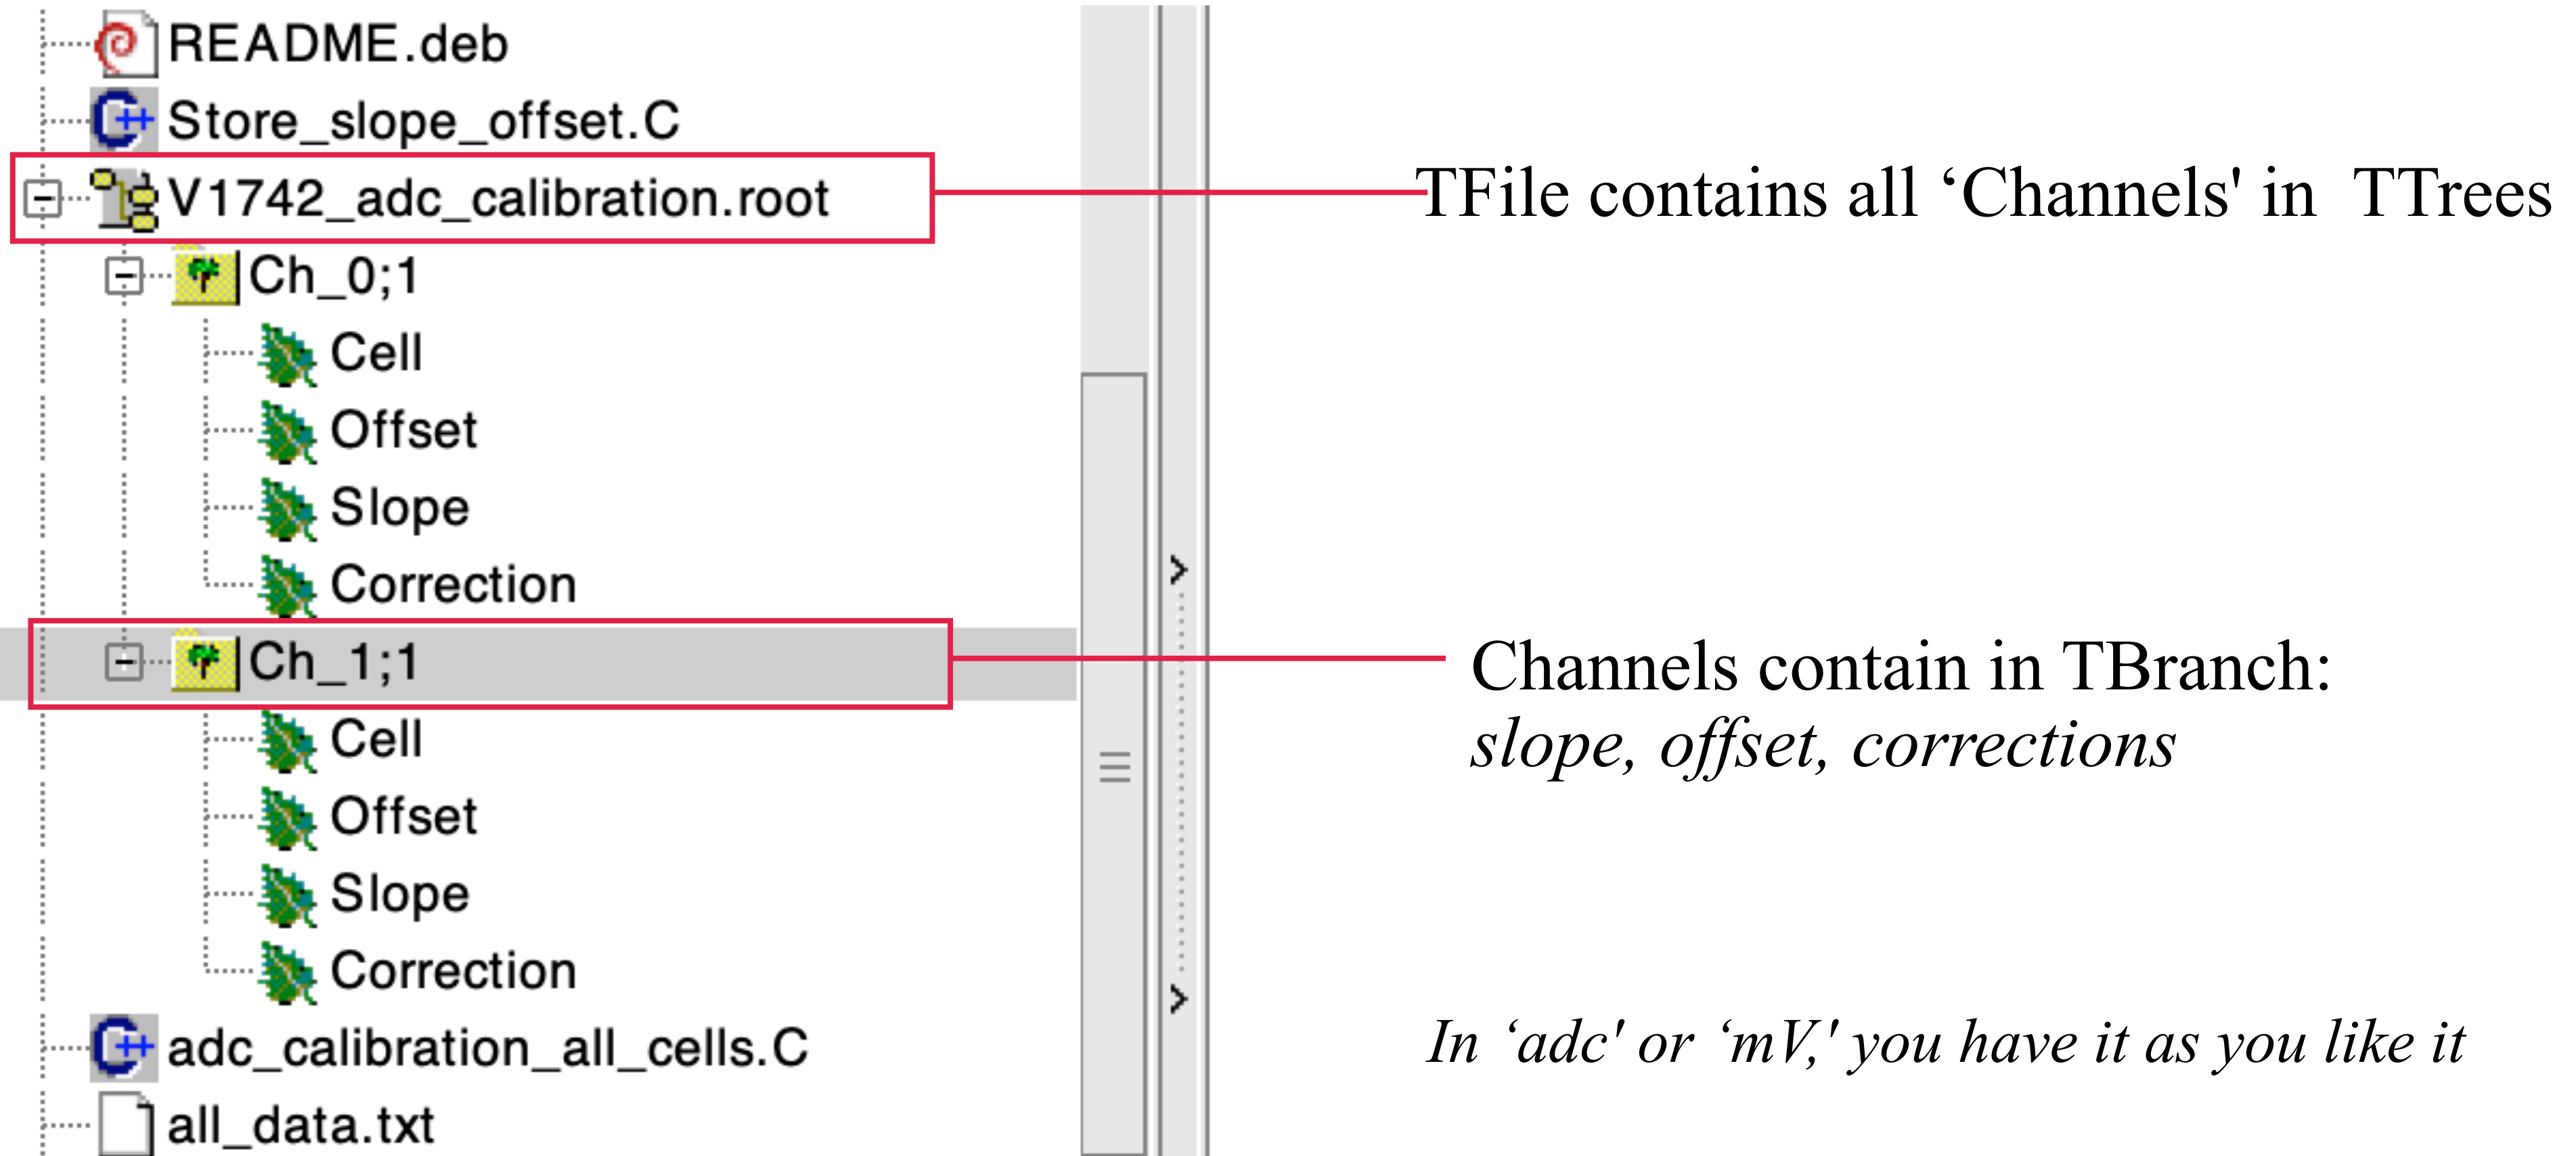 README.deb
Store_slope_offset.C
V1742_adc_calibration.root
TFile contains all ‘Channels' in TTrees
Ch_0;1
Cell
Offset
Slope
Correction
Ch_1;1
Channels contain in TBranch:
slope, offset, corrections
Cell
Offset
Slope
Correction
adc_calibration_all_cells.C
In ‘adc' or ‘mV,' you have it as you like it
all_data.txt